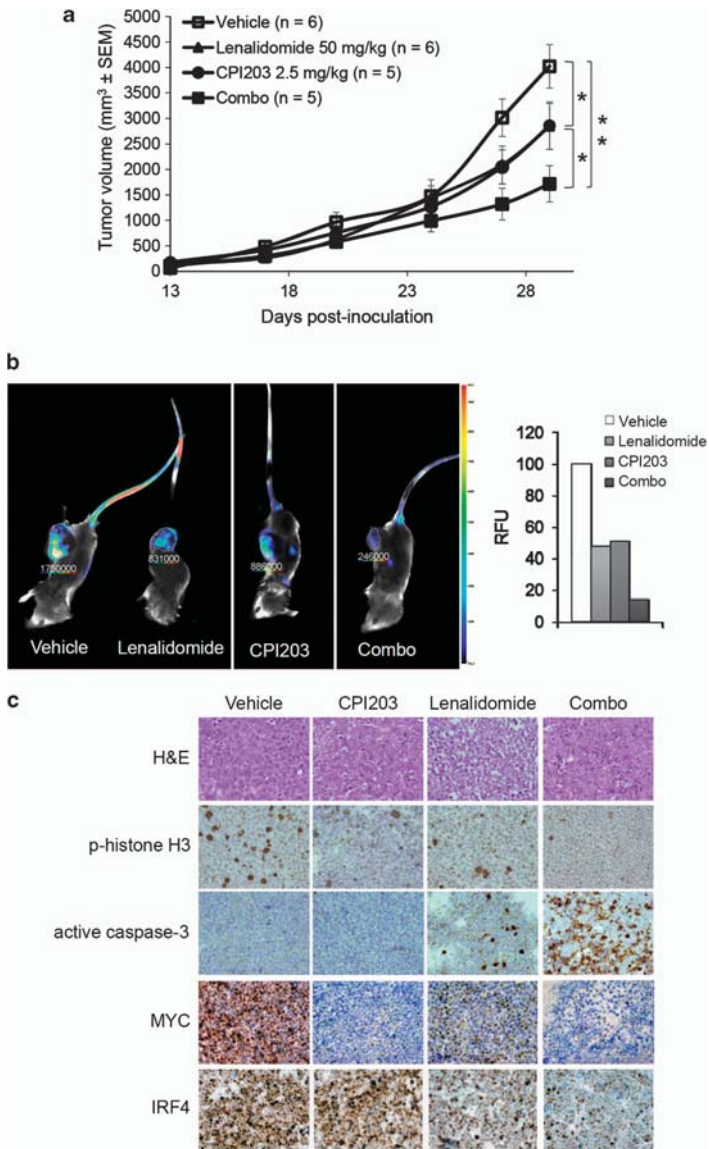 a
5000
4500
4000
3500
3000
2500
2000
1500
1000
500
0
Tumor volume (mm³ ± SEM)
Vehicle (n = 6)
Lenalidomide 50 mg/kg (n = 6)
CPI203 2.5 mg/kg (n = 5)
Combo (n = 5)
*
*
* *
13 18 23 28
Days post-inoculation
b
1750000
831000
886000
246000
Vehicle Lenalidomide CPI203 Combo
Vehicle
Lenalidomide
CPI203
Combo
120
100
80
60
40
20
0
RFU
c
Vehicle CPI203 Lenalidomide Combo
H&E
p-histone H3
active caspase-3
MYC
IRF4